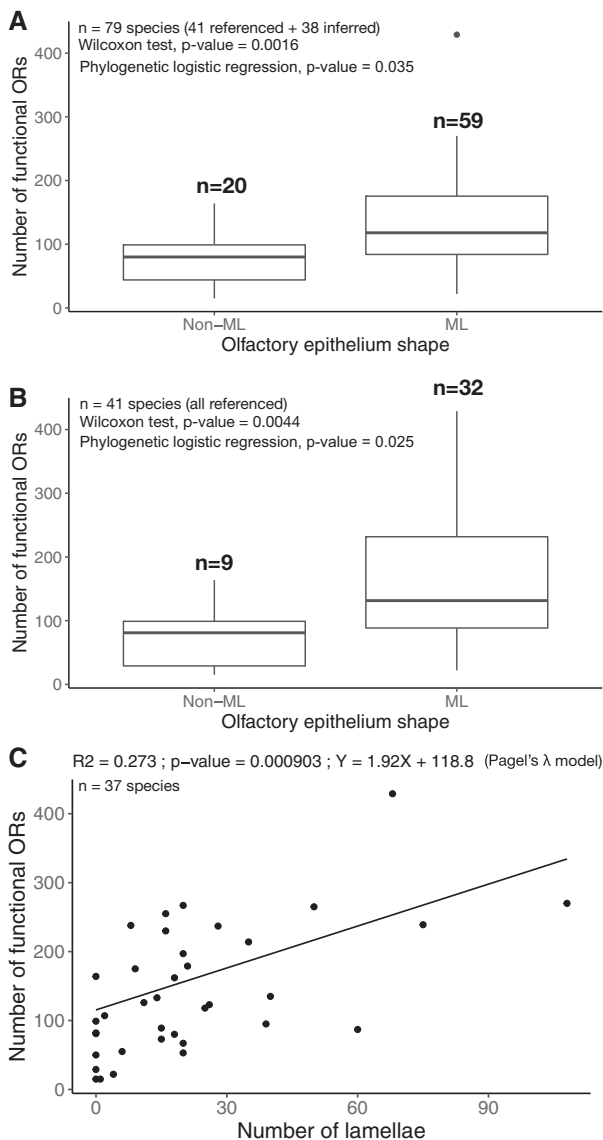 A
n = 79 species (41 referenced + 38 inferred)
Wilcoxon test, p-value = 0.0016
Phylogenetic logistic regression, p-value = 0.035
Number of functional ORs
400
300
200
100
0
n=20
n=59
Non−ML
ML
Olfactory epithelium shape
B
n = 41 species (all referenced)
Wilcoxon test, p-value = 0.0044
Phylogenetic logistic regression, p-value = 0.025
Number of functional ORs
400
300
200
100
0
n=9
n=32
Non−ML
ML
Olfactory epithelium shape
C
R2 = 0.273 ; p−value = 0.000903 ; Y = 1.92X + 118.8 (Pagel's λ model)
n = 37 species
Number of functional ORs
400
300
200
100
0
0
30
60
90
Number of lamellae